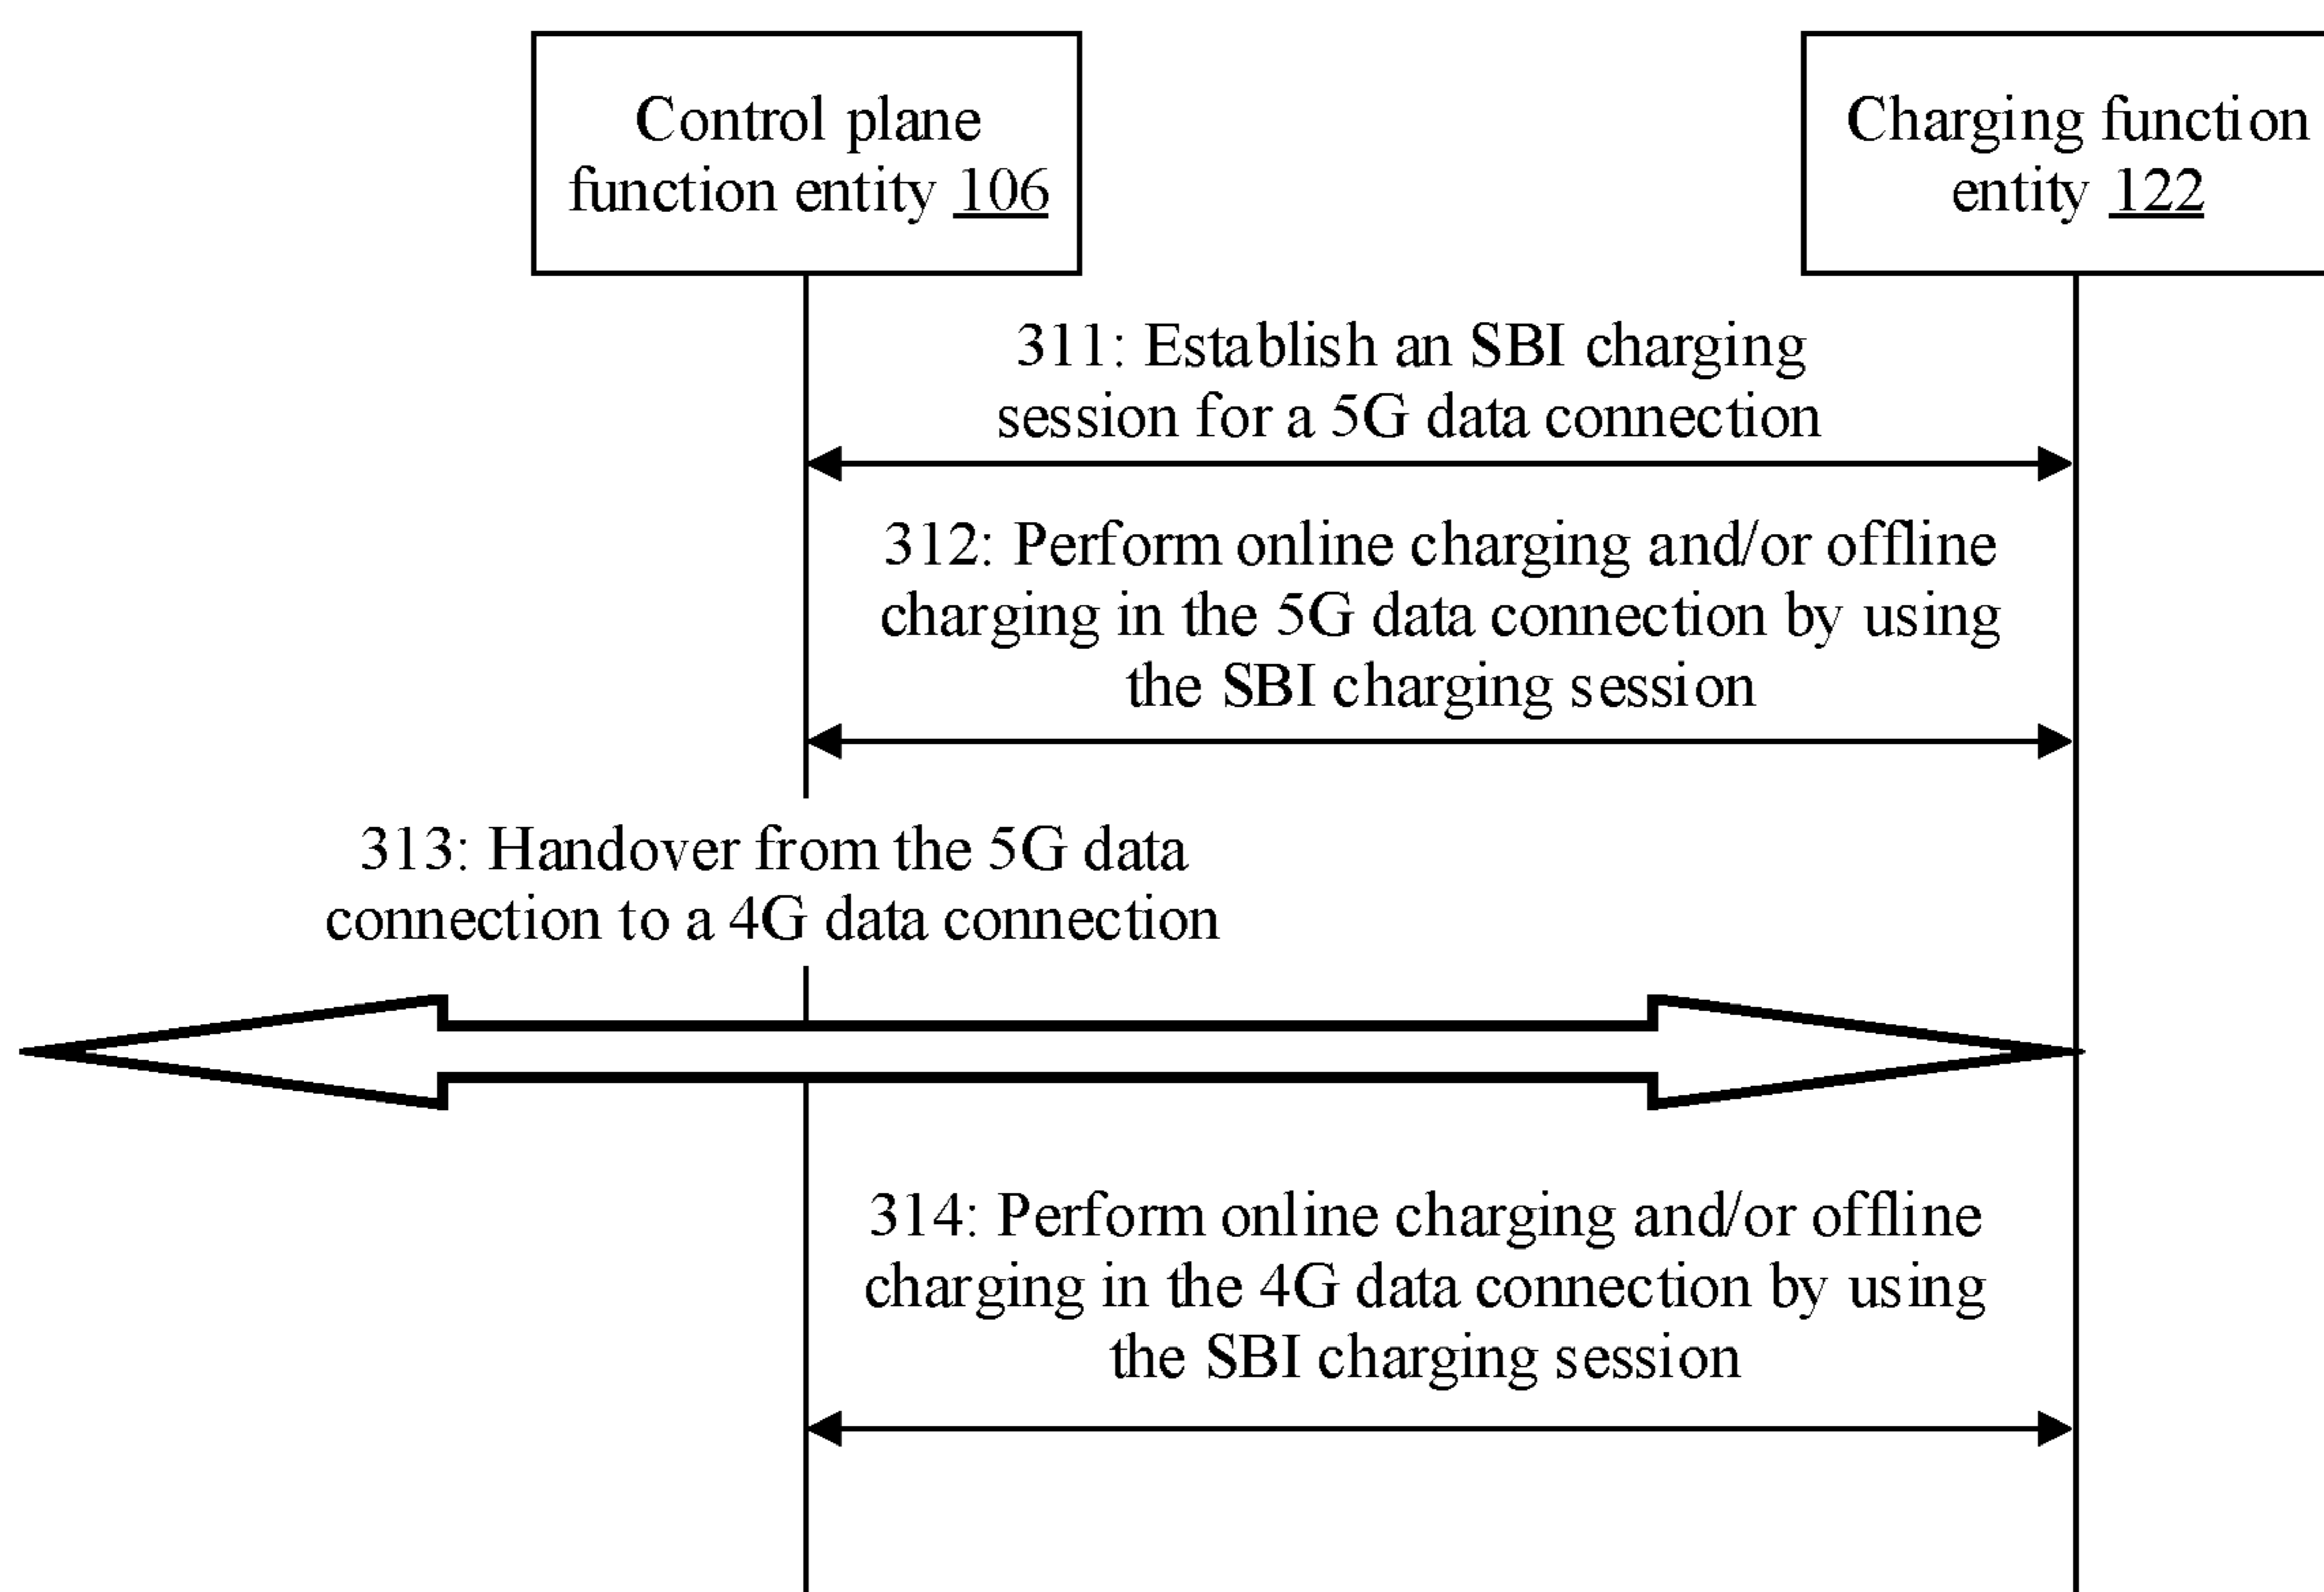 Control plane
function entity 106
Charging function
entity 122
311: Establish an SBI charging
session for a 5G data connection
312: Perform online charging and/or offline
charging in the 5G data connection by using
the SBI charging session
313: Handover from the 5G data
connection to a 4G data connection
314: Perform online charging and/or offline
charging in the 4G data connection by using
the SBI charging session